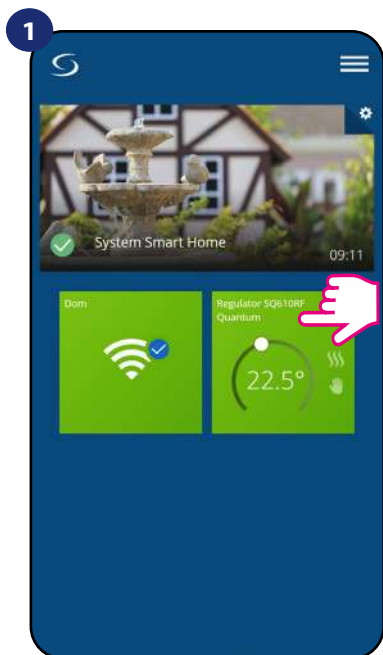 1
System Smart Home
09:11
Dom
Regulator SQ610RF
Quantum
22.5°